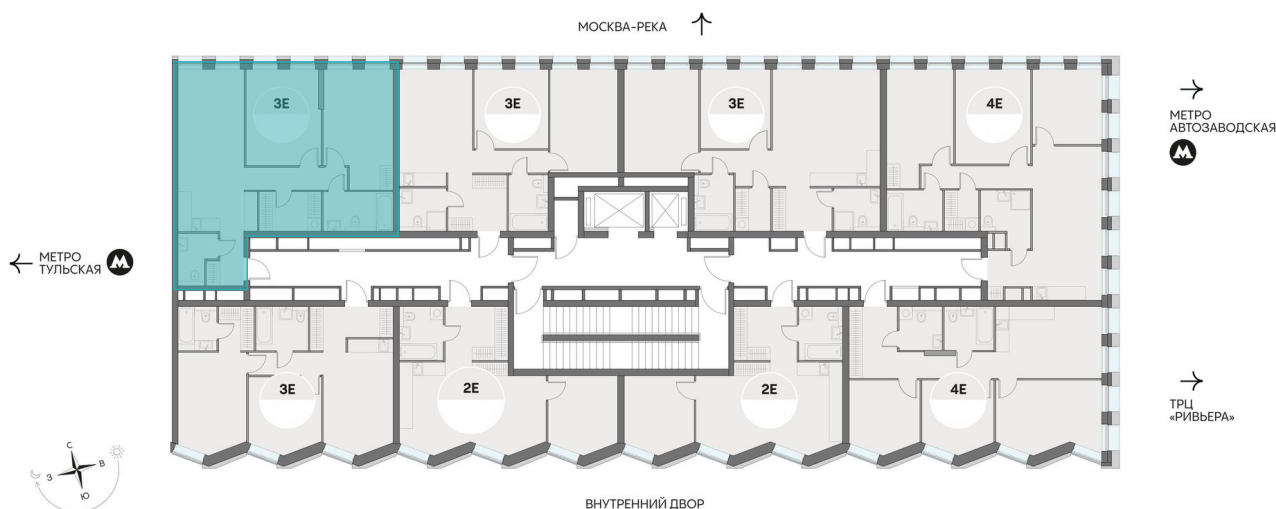 МОСКВА-РЕКА
3Е
3Е
3Е
4Е
МЕТРО
АВТОЗАВОДСКАЯ
М
МЕТРО
ТУЛЬСКАЯ
М
3Е
2Е
2Е
4Е
ТРЦ
«РИВЬЕРА»
С
В
З
Ю
ВНУТРЕННИЙ ДВОР